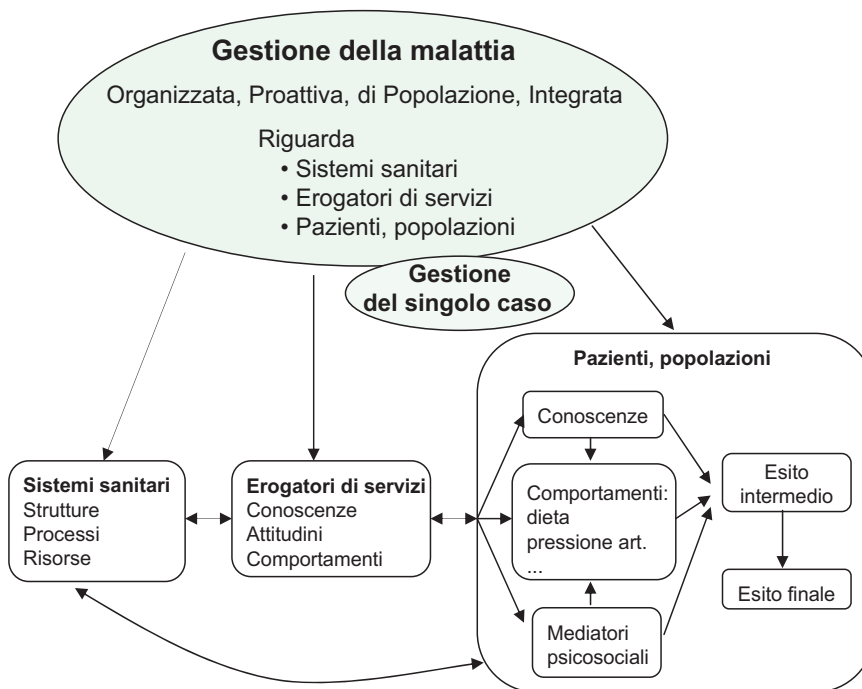 Gestione della malattia
Organizzata, Proattiva, di Popolazione, Integrata
Riguarda
• Sistemi sanitari
• Erogatori di servizi
• Pazienti, popolazioni
Gestione
del singolo caso
Sistemi sanitari
Strutture
Processi
Risorse
Erogatori di servizi
Conoscenze
Attitudini
Comportamenti
Pazienti, popolazioni
Conoscenze
Comportamenti:
dieta
pressione art.
...
Mediatori
psicosociali
Esito
intermedio
Esito finale